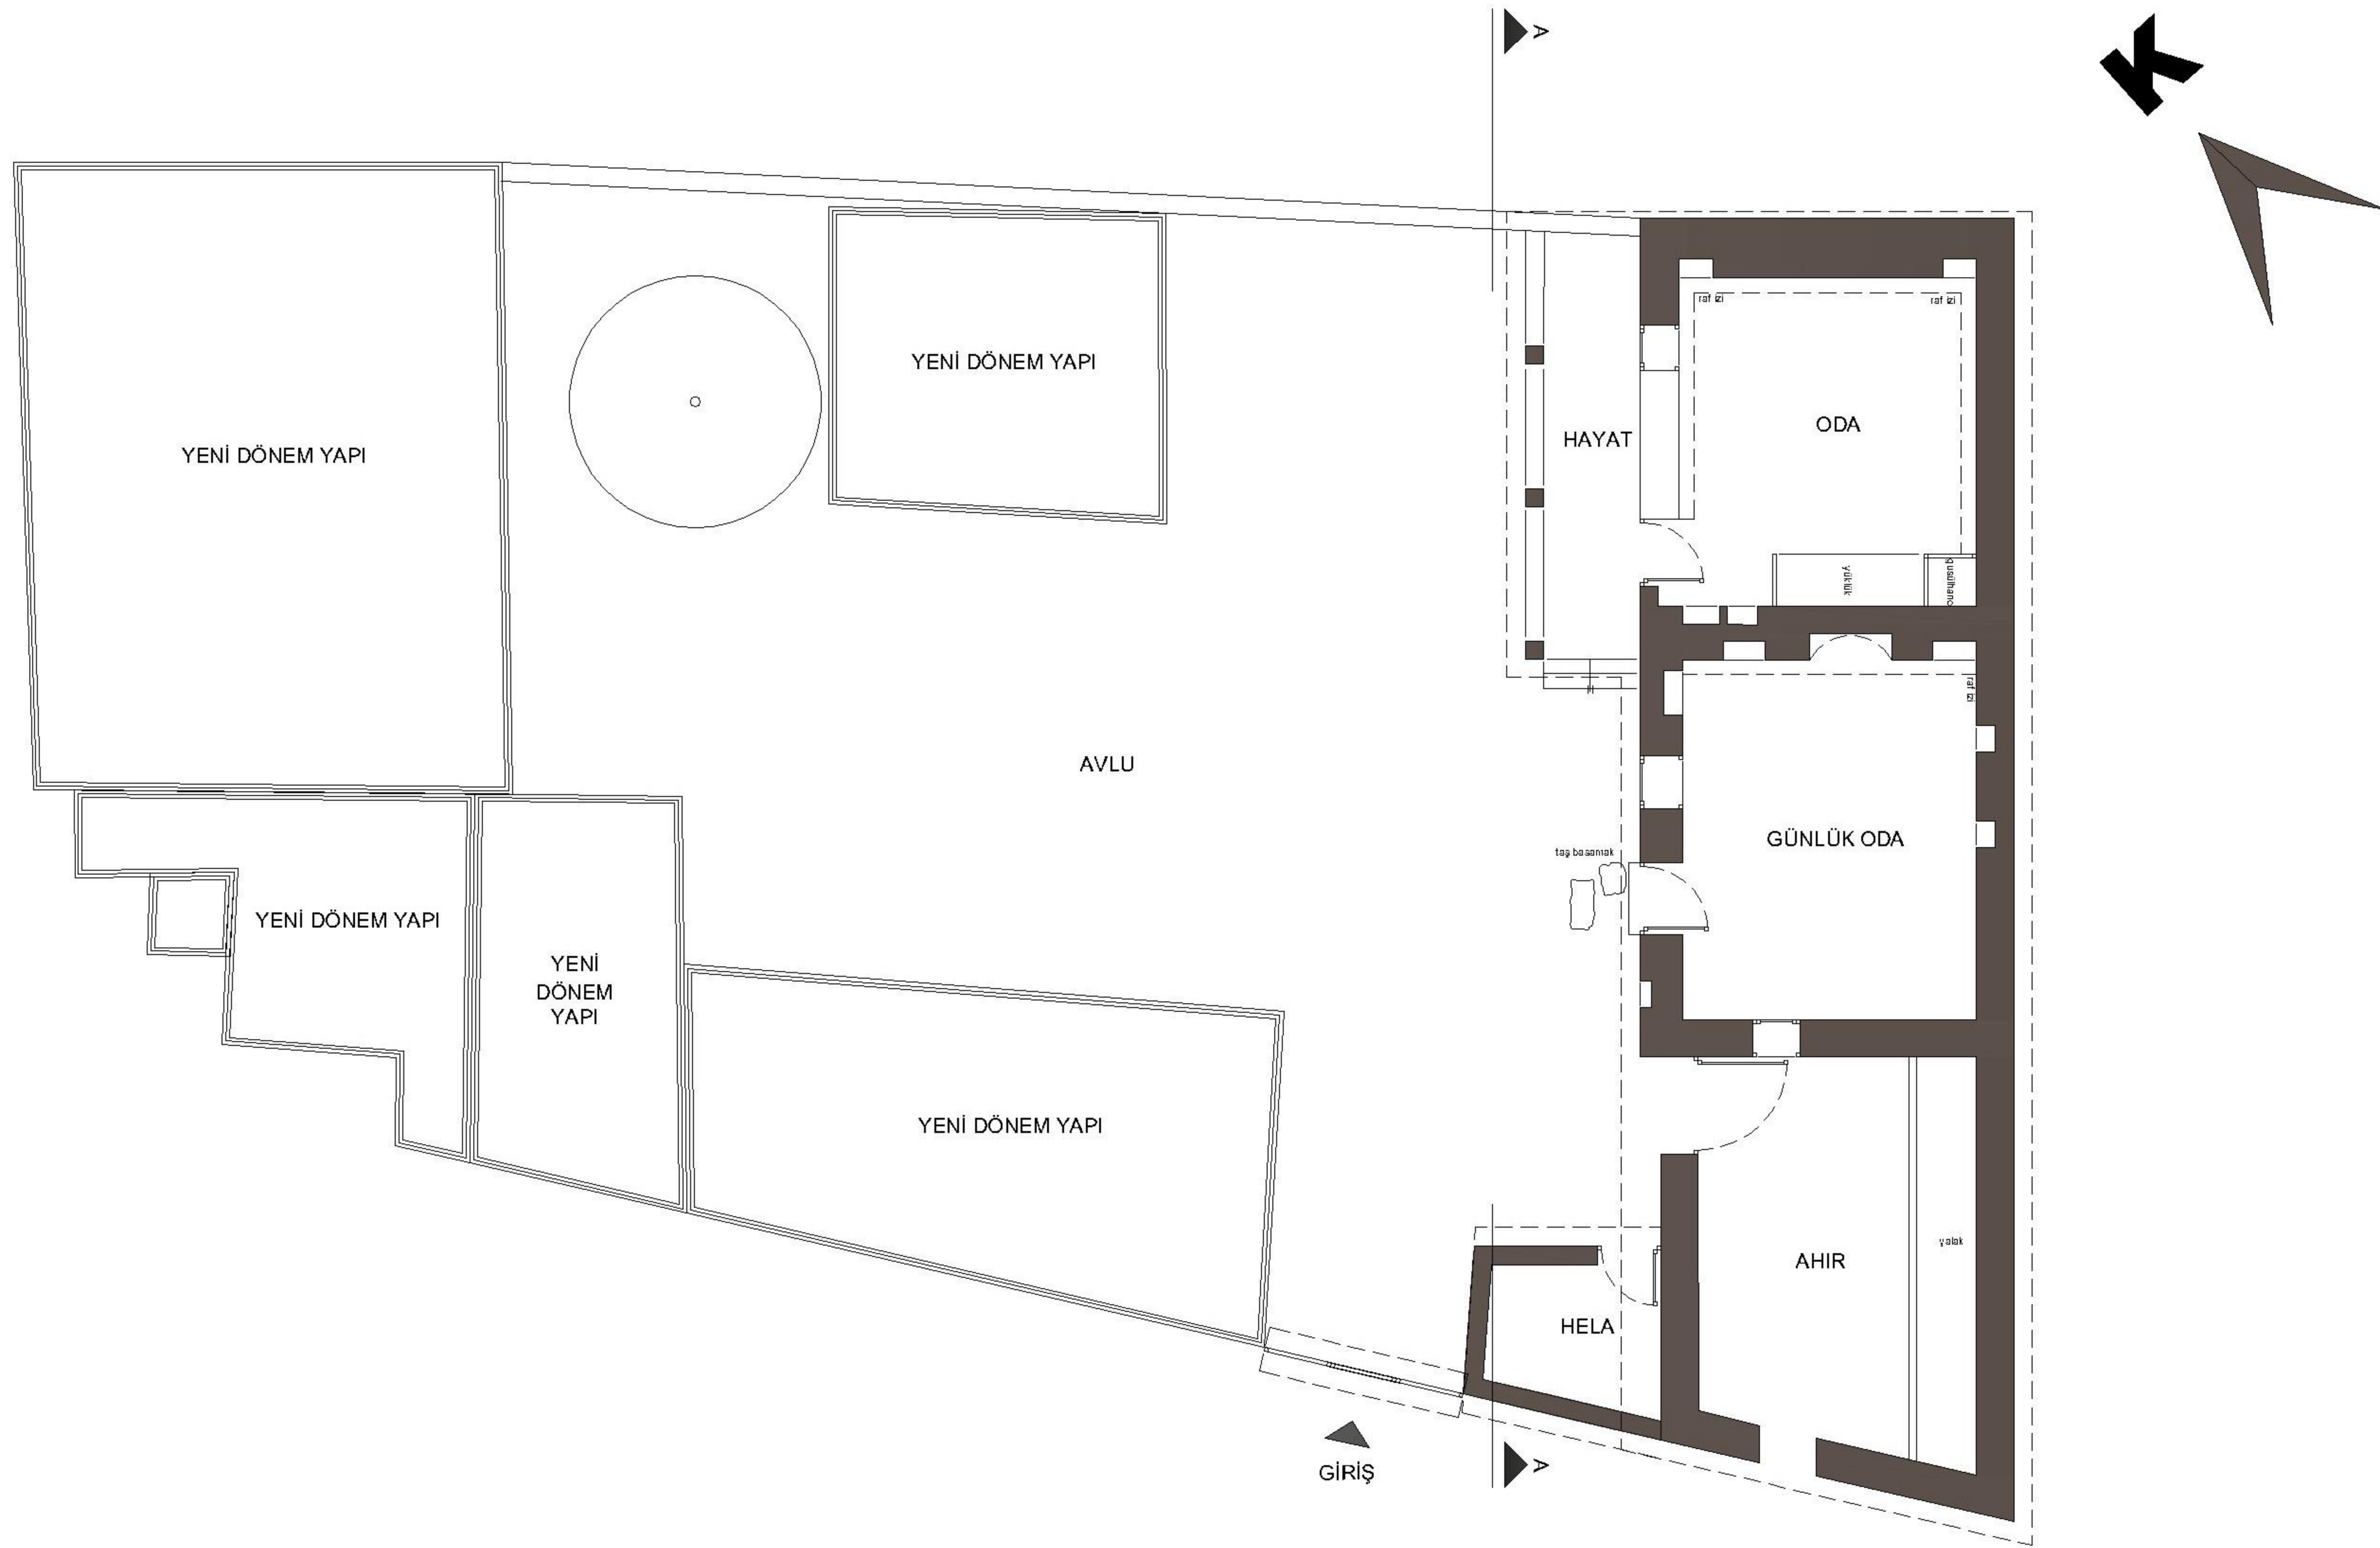 A
K
raf izi
raf izi
YENİ DÖNEM YAPI
ODA
HAYAT
YENİ DÖNEM YAPI
yüklük
gusülhane
raf izi
AVLU
GÜNLÜK ODA
taş basamak
YENİ DÖNEM YAPI
YENİ
DÖNEM
YAPI
YENİ DÖNEM YAPI
yalak
AHIR
HELA
A
GİRİŞ